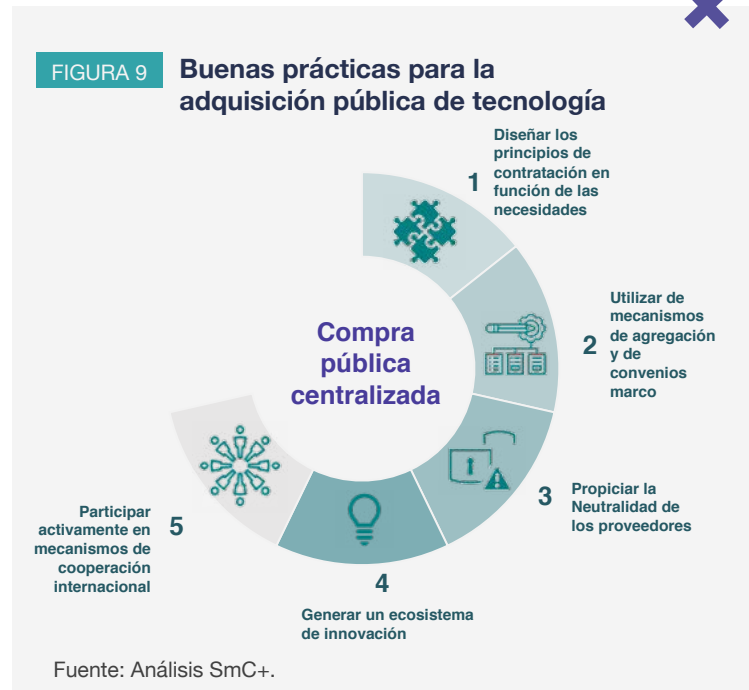 FIGURA 9
Buenas prácticas para la
adquisición pública de tecnología
1
Diseñar los
principios de
contratación en
función de las
necesidades
2
Utilizar de
mecanismos
de agregación
y de
convenios
marco
3
Propiciar la
Neutralidad de
los proveedores
4
Generar un ecosistema
de innovación
5
Participar
activamente en
mecanismos de
cooperación
internacional
Compra
pública
centralizada
Fuente: Análisis SmC+.